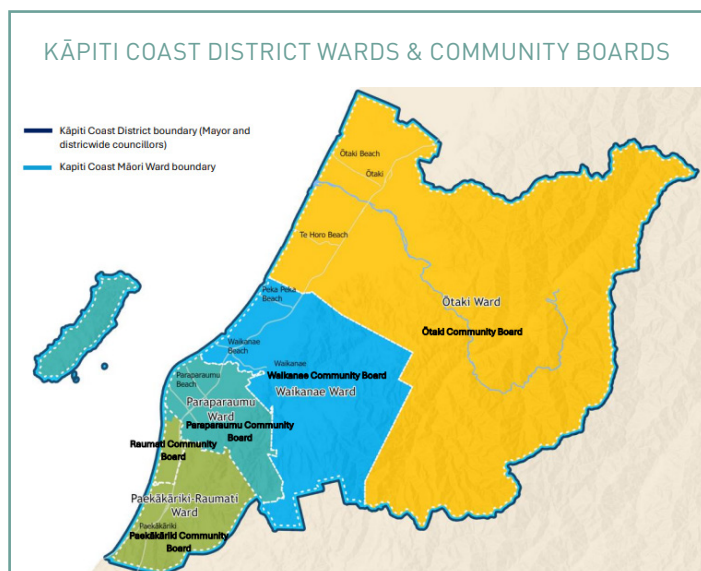 KĀPITI COAST DISTRICT WARDS & COMMUNITY BOARDS
Kāpiti Coast District boundary (Mayor and
districwide councillors)
Kapiti Coast Māori Ward boundary
Ōtaki Beach
Ōtaki
Te Horo Beach
Peka Peka
Beach
Ōtaki Ward
Ōtaki Community Board
Waikanae
Beach
Waikanae
Waikanae Community Board
Waikanae Ward
Paraparaumu
Beach
Paraparaumu
Ward
Paraparaumu Community
Board
Raumati Community
Board
Paekākāriki-Raumati
Ward
Paekākāriki
Paekākāriki Community
Board